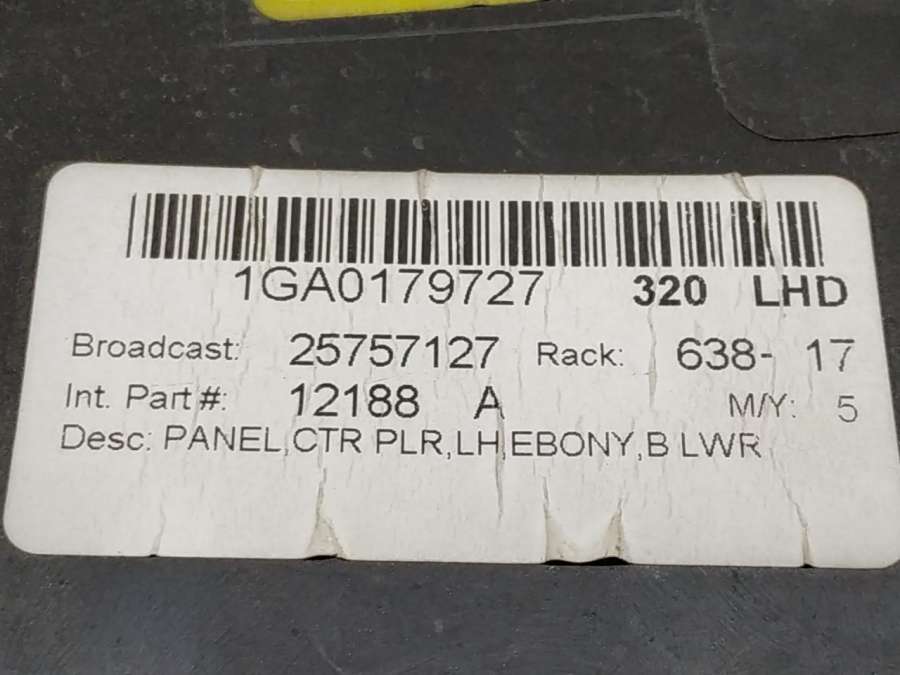 1GA0179727 320 LHD
Broadcast: 25757127 Rack: 638- 17
Int. Part #: 12188 A M/Y: 5
Desc: PANEL,CTR PLR,LH,EBONY,B LWR